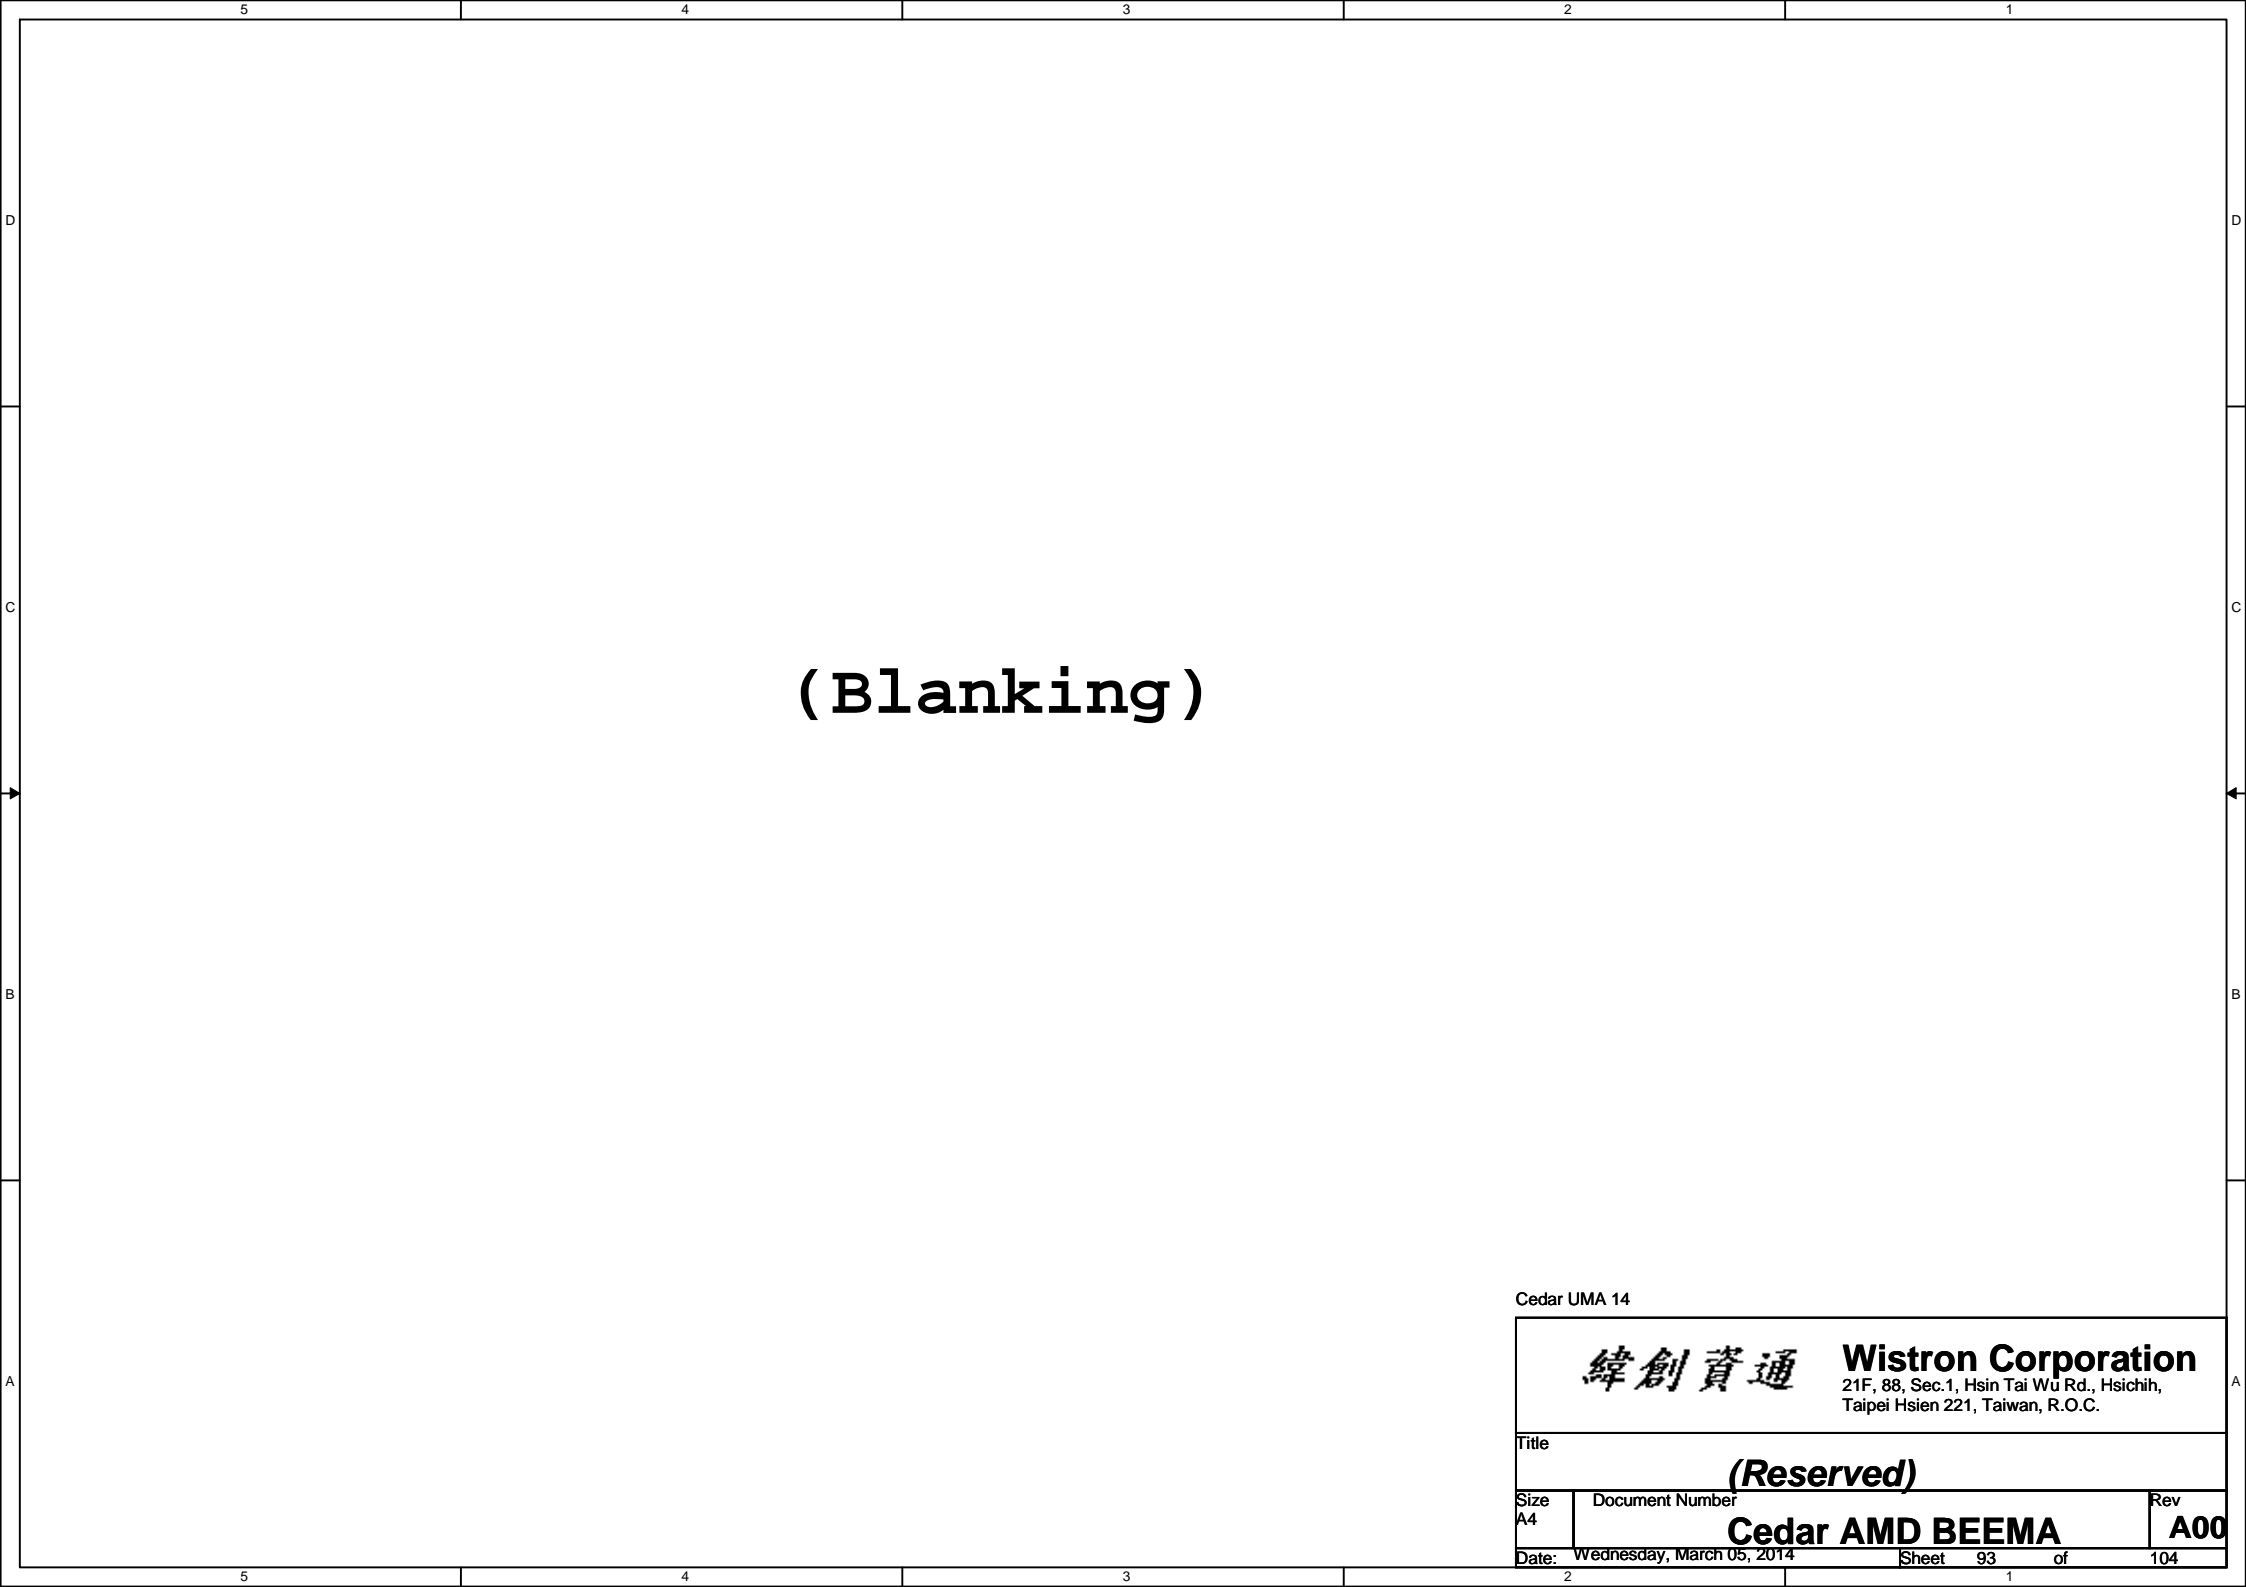 5 4 3 2 1
D D
C C
(Blanking)
B B
Cedar UMA 14
緯創資通
Wistron Corporation
21F, 88, Sec.1, Hsin Tai Wu Rd., Hsichih,
Taipei Hsien 221, Taiwan, R.O.C.
A A
Title
(Reserved)
Size Document Number Rev
A4
Cedar AMD BEEMA A00
Date: Wednesday, March 05, 2014 Sheet 93 of 104
5 4 3 2 1